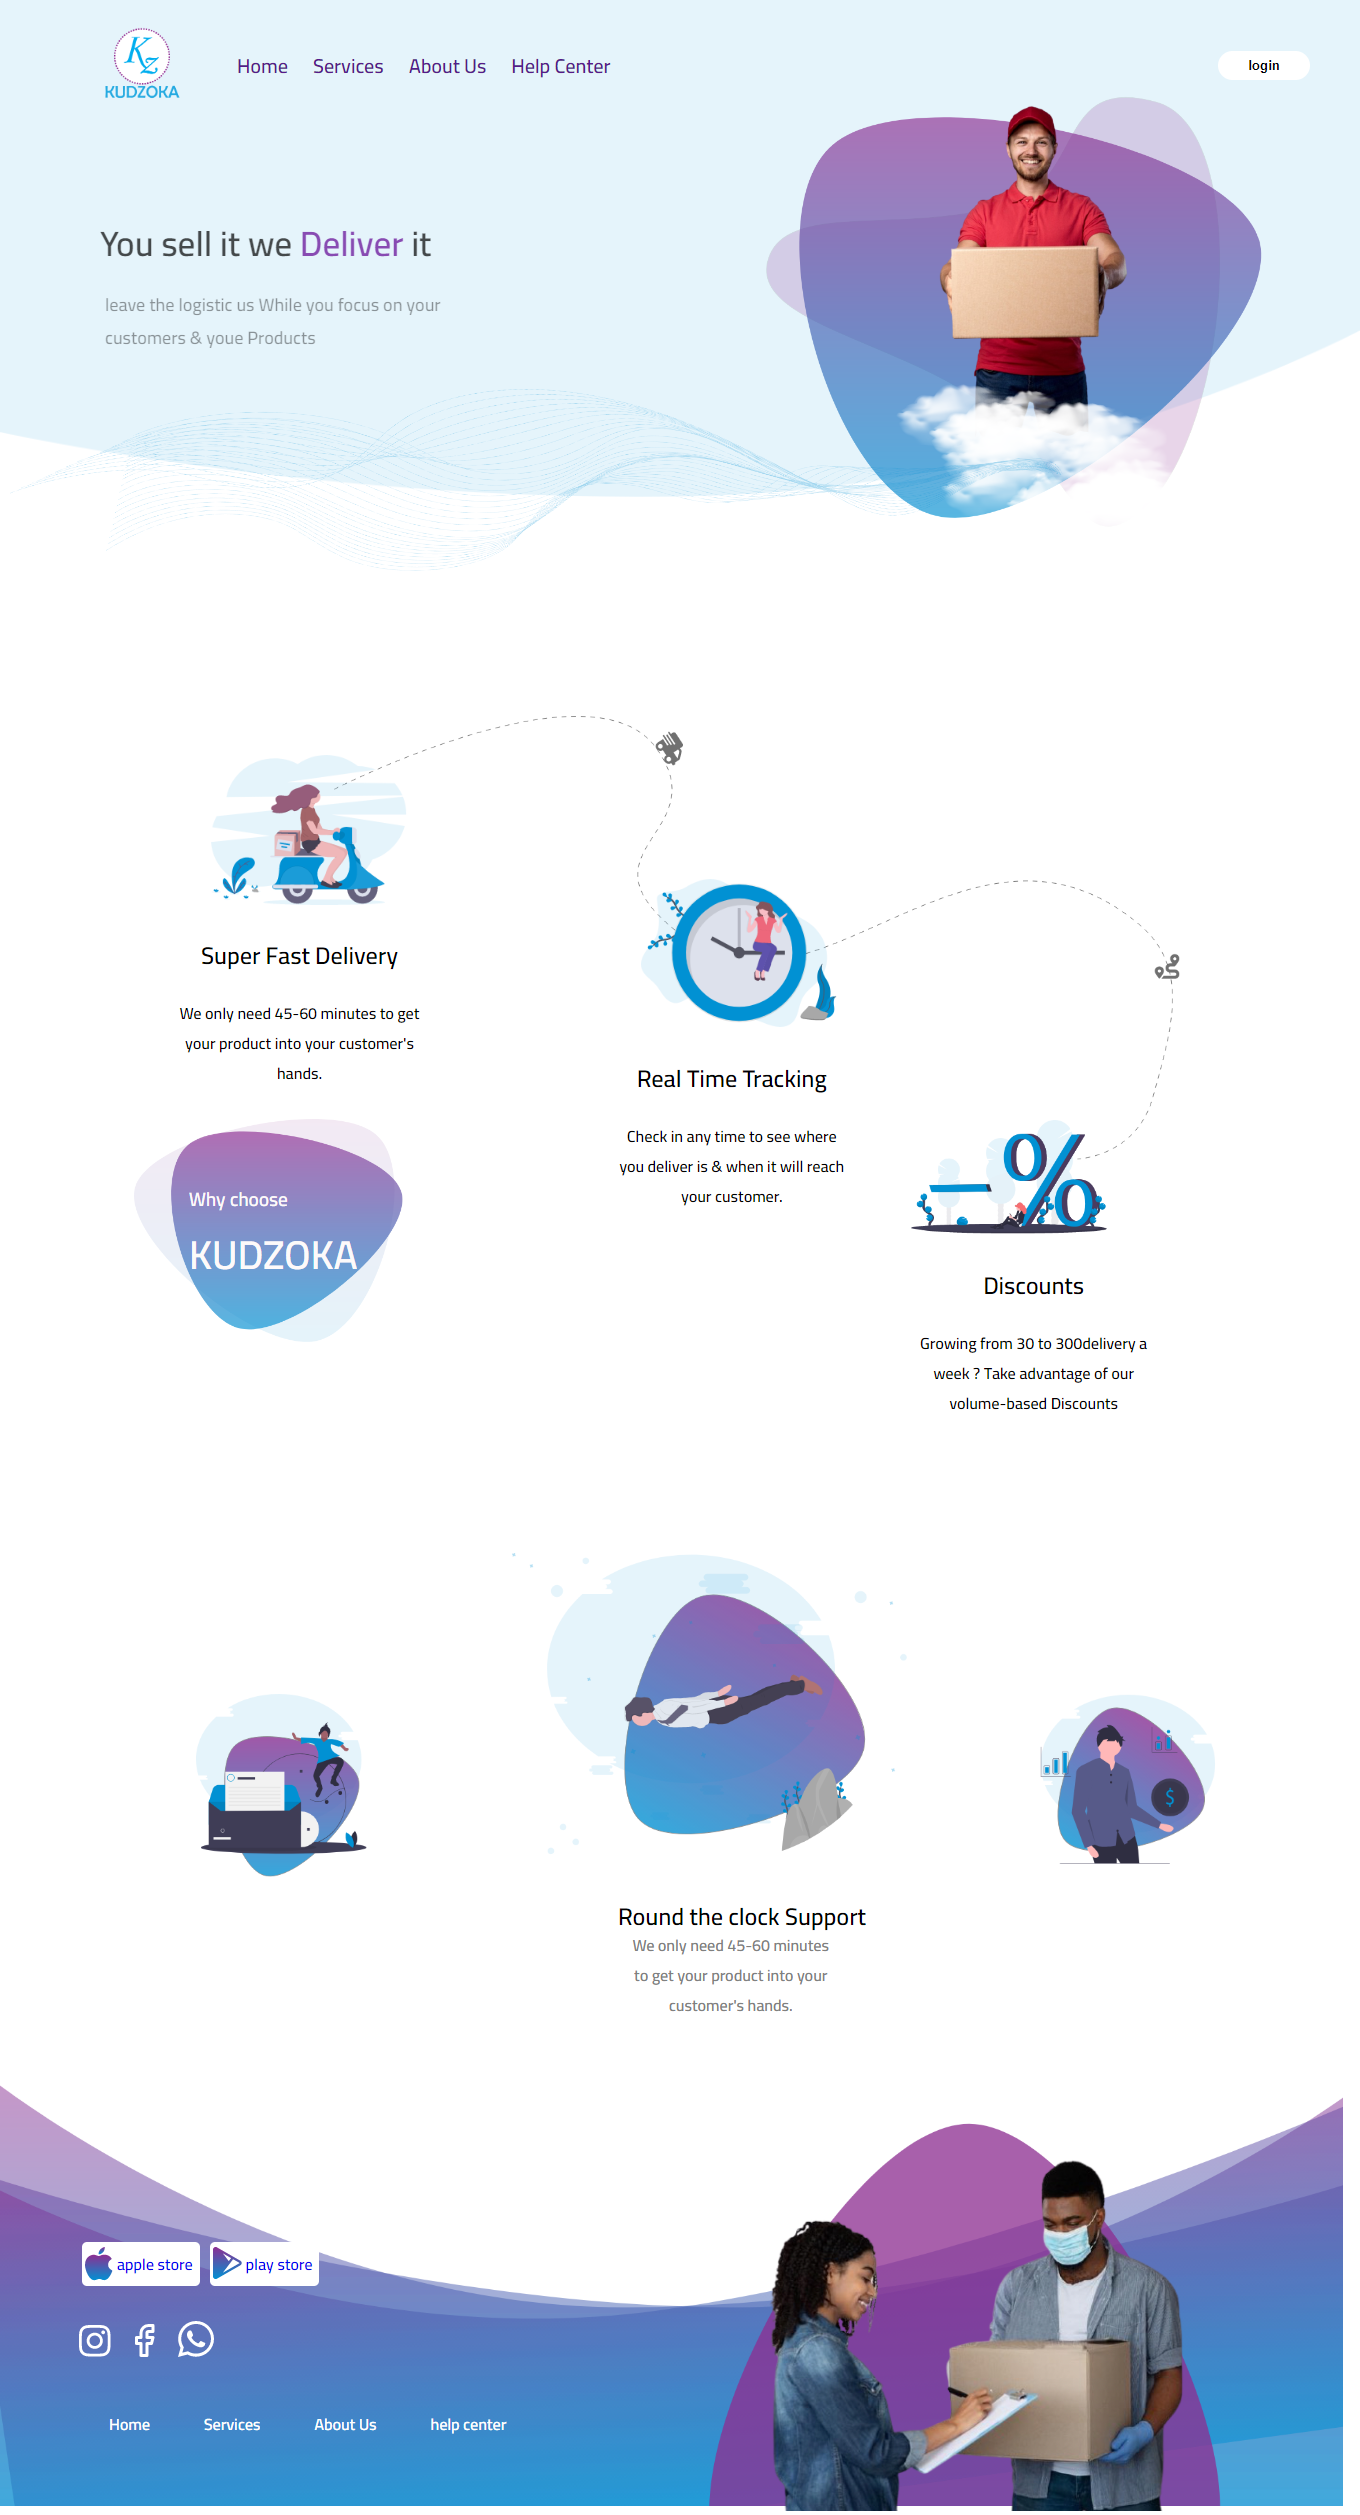 Kz
KUDZOKA
Home
Services
About Us
Help Center
login
You sell it we Deliver it
leave the logistic us While you focus on your
customers & youe Products
Super Fast Delivery
We only need 45-60 minutes to get
your product into your customer's
hands.
Real Time Tracking
Check in any time to see where
you deliver is & when it will reach
your customer.
Why choose
KUDZOKA
Discounts
Growing from 30 to 300delivery a
week ? Take advantage of our
volume-based Discounts
$
Round the clock Support
We only need 45-60 minutes
to get your product into your
customer's hands.
apple store
play store
Home
Services
About Us
help center